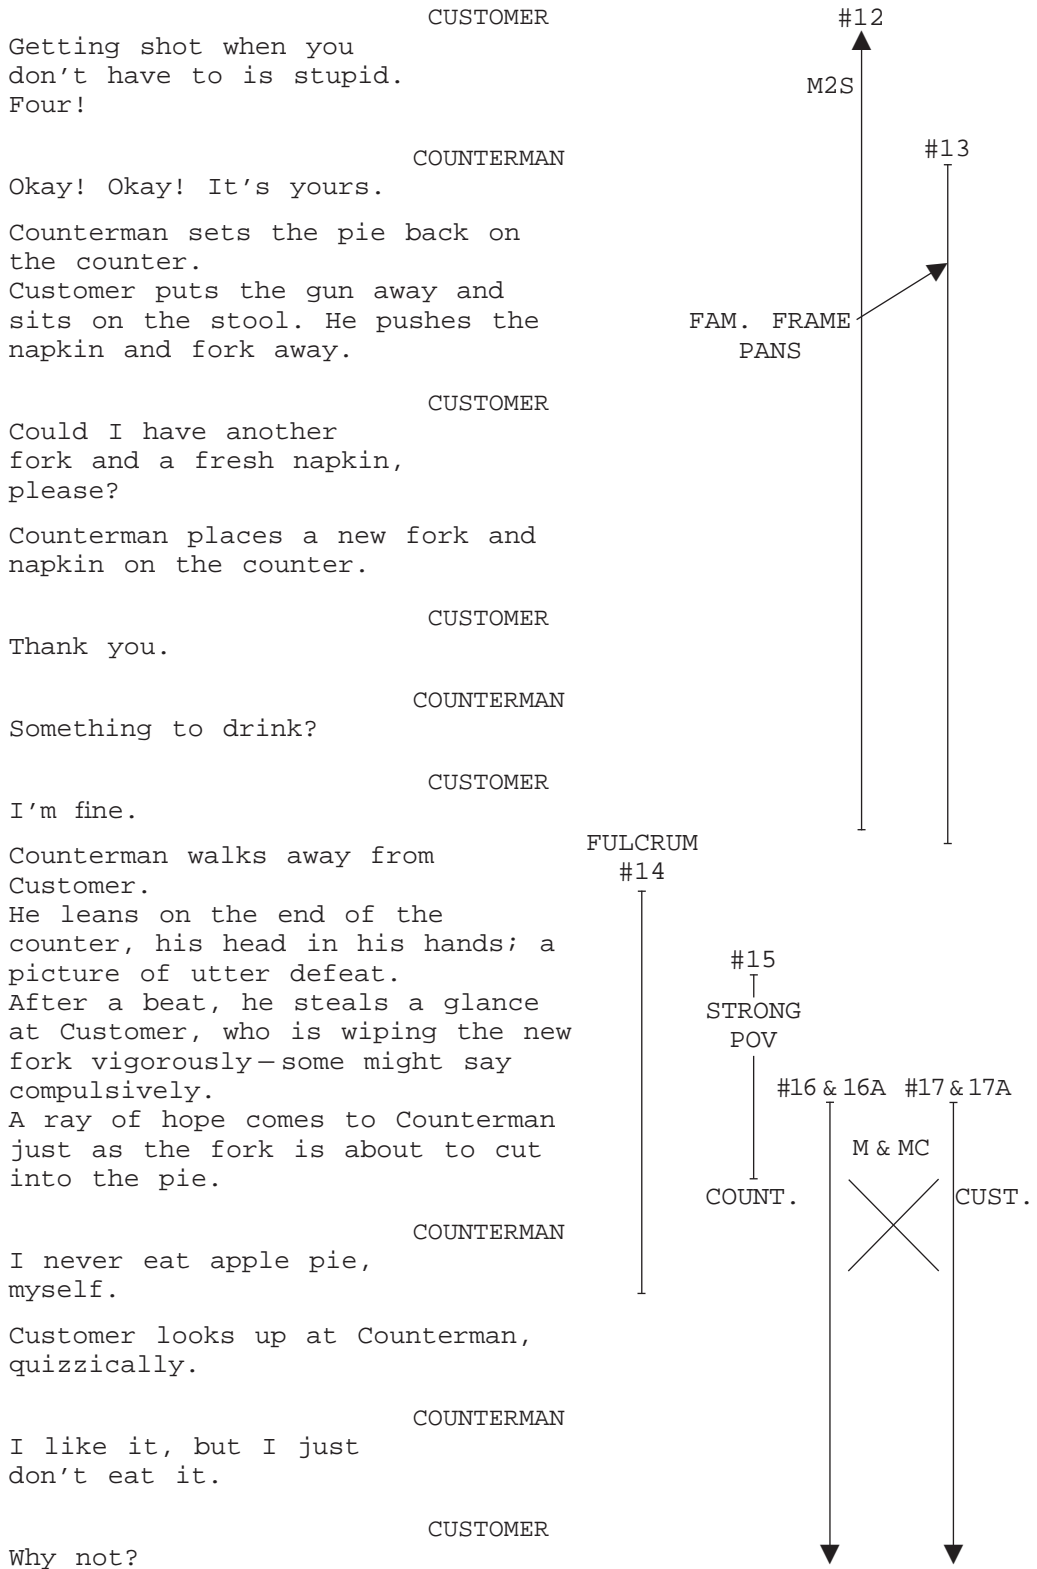 CUSTOMER #12
Getting shot when you
don't have to is stupid.
M2S
Four!
#13
COUNTERMAN
Okay! Okay! It's yours.
Counterman sets the pie back on
the counter.
Customer puts the gun away and
sits on the stool. He pushes the
FAM. FRAME
napkin and fork away.
PANS
CUSTOMER
Could I have another
fork and a fresh napkin,
please?
Counterman places a new fork and
napkin on the counter.
CUSTOMER
Thank you.
COUNTERMAN
Something to drink?
CUSTOMER
I'm fine.
FULCRUM
#14
Counterman walks away from
Customer.
He leans on the end of the
counter, his head in his hands; a
picture of utter defeat.
#15
STRONG
POV
After a beat, he steals a glance
at Customer, who is wiping the new
fork vigorously—some might say
compulsively.
#16 & 16A #17 & 17A
A ray of hope comes to Counterman
just as the fork is about to cut
into the pie.
M & MC
COUNT. CUST.
COUNTERMAN
I never eat apple pie,
myself.
Customer looks up at Counterman,
quizzically.
COUNTERMAN
I like it, but I just
don't eat it.
CUSTOMER
Why not?